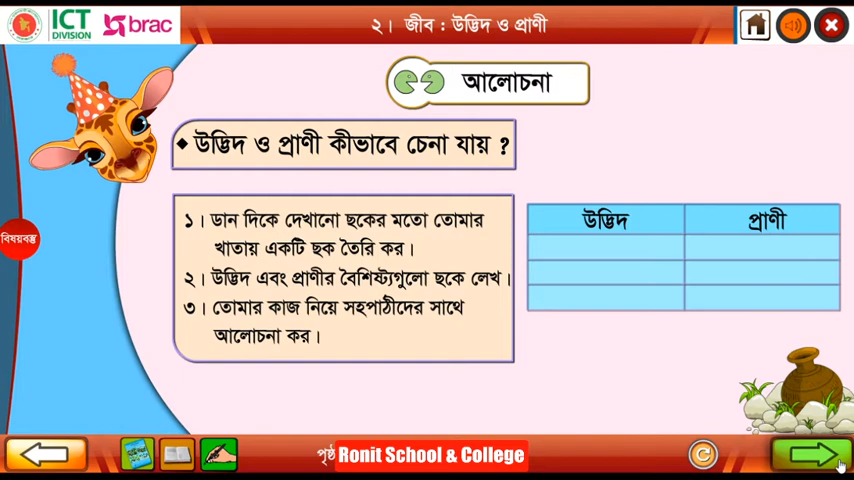 ICT
DIVISION
brac
২। জীব : উদ্ভিদ ও প্রাণী
আলোচনা
◆ উদ্ভিদ ও প্রাণী কীভাবে চেনা যায় ?
বিষয়বস্তু
১। ডান দিকে দেখানো ছকের মতো তোমার
খাতায় একটি ছক তৈরি কর।
২। উদ্ভিদ এবং প্রাণীর বৈশিষ্ট্যগুলো ছকে লেখ।
৩। তোমার কাজ নিয়ে সহপাঠীদের সাথে
আলোচনা কর।
উদ্ভিদ প্রাণী
Ronit School & College